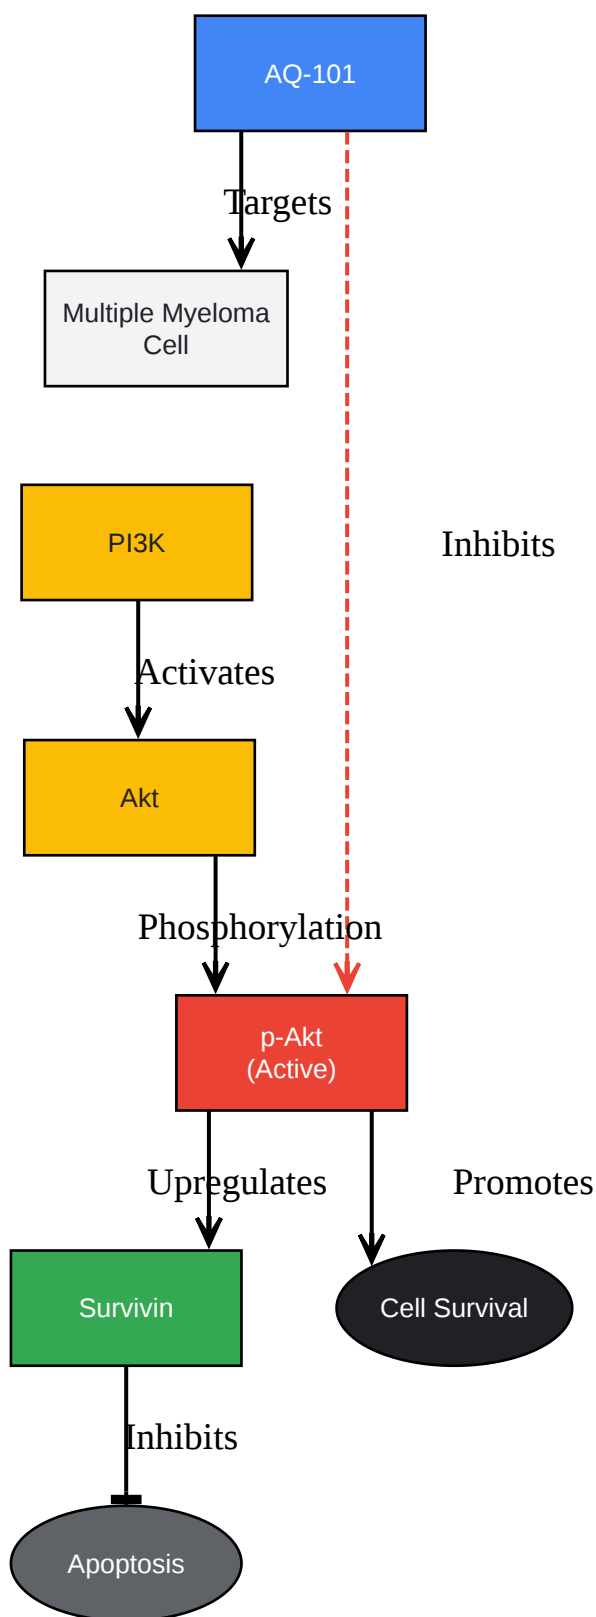 AQ-101
Targets
Multiple Myeloma
Cell
PI3K
Inhibits
Activates
Akt
Phosphorylation
p-Akt
(Active)
Upregulates
Promotes
Survivin
Cell Survival
Inhibits
Apoptosis